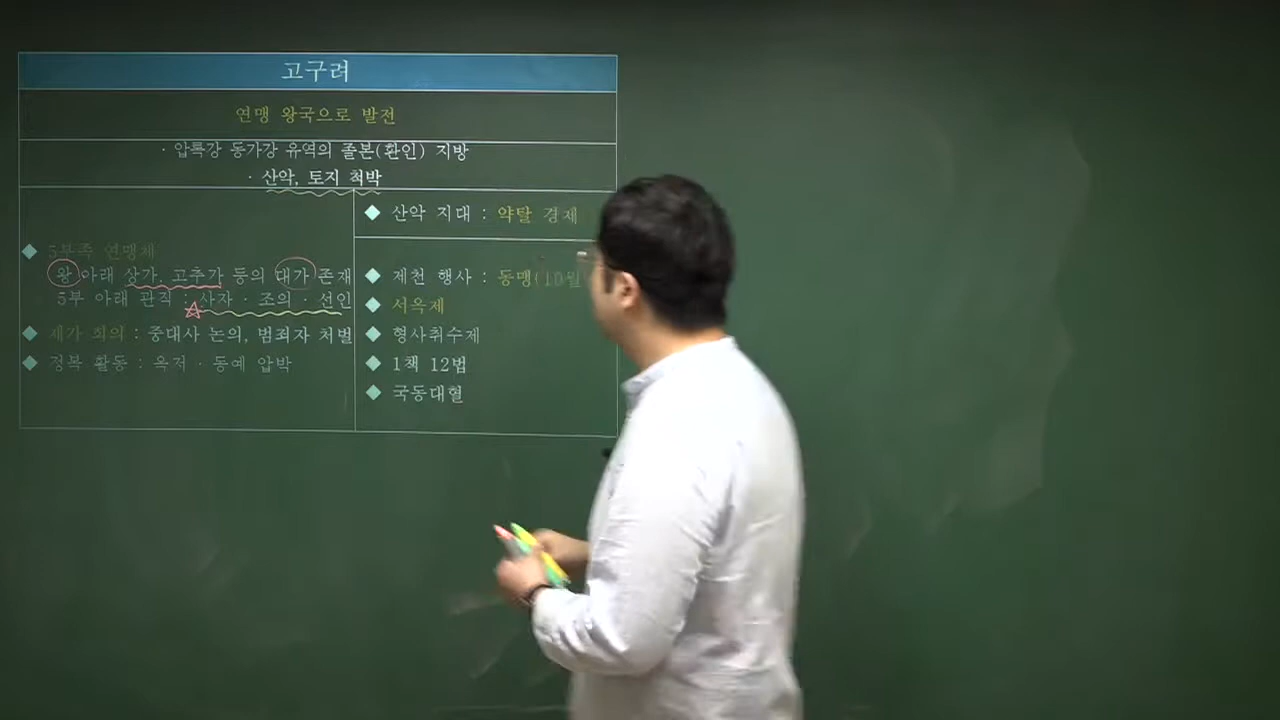 고구려
연맹 왕국으로 발전
· 압록강 동가강 유역의 졸본(환인) 지방
· 산악, 토지 척박
◆ 5부족 연맹체
왕 아래 상가, 고추가 등의 대가 존재
5부 아래 관직 : 사자 · 조의 · 선인
◆ 제가 회의 : 중대사 논의, 범죄자 처벌
◆ 정복 활동 : 옥저 · 동예 압박
◆ 산악 지대 : 약탈 경제
◆ 제천 행사 : 동맹(10월
◆ 서옥제
◆ 형사취수제
◆ 1책 12법
◆ 국동대혈